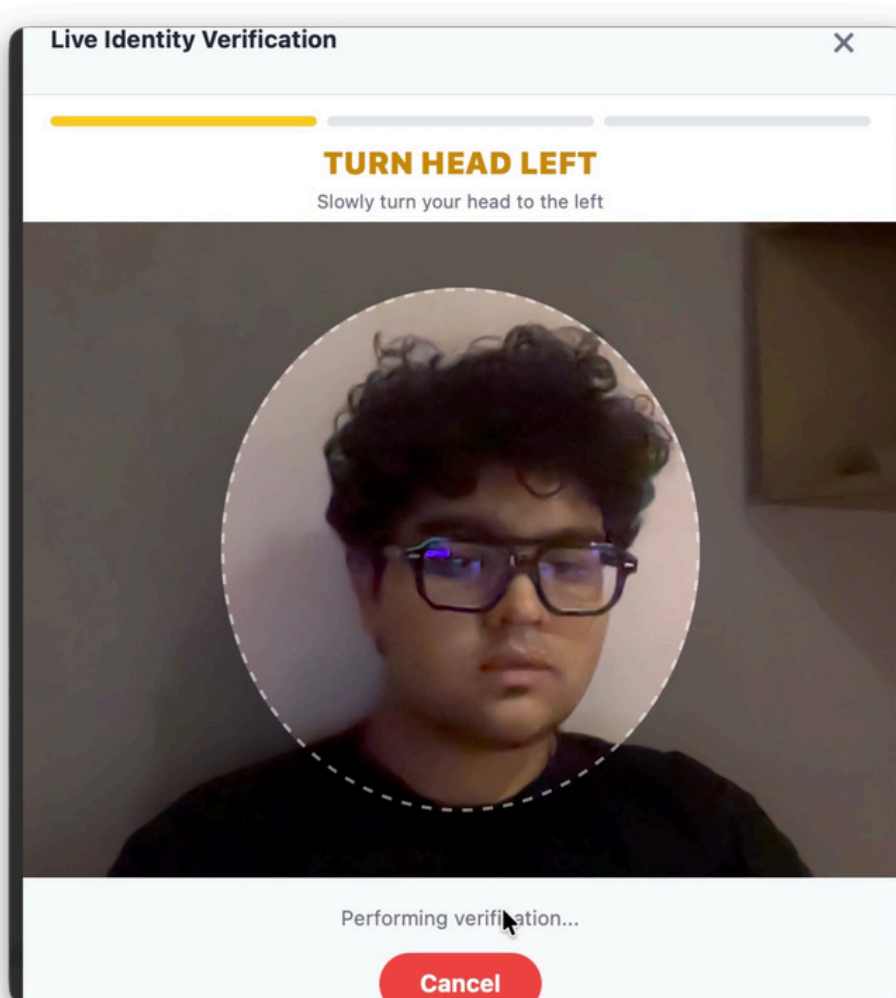 Live Identity Verification
TURN HEAD LEFT
Slowly turn your head to the left
Performing verification...
Cancel